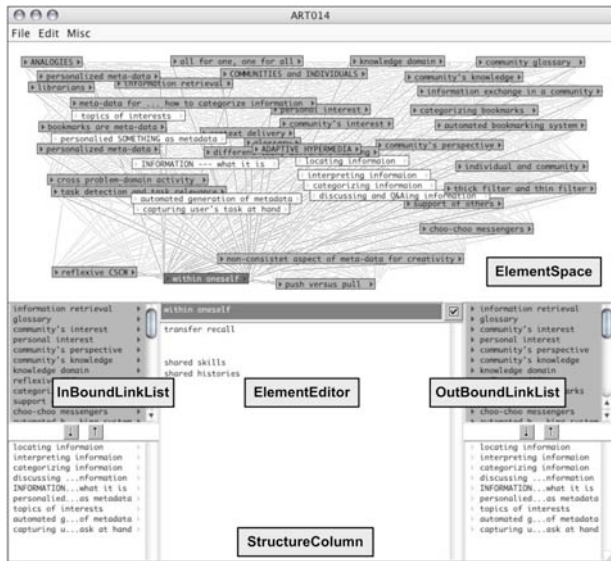 ART014
File Edit Misc
ANALOGIES
all for one, one for all
knowledge domain
community glossary
personalized meta-data
COMMUNITIES AND INDIVIDUALS
community's knowledge
librarians
information retrieval
information exchange in a community
meta-data for ... how to categorize information
personal interest
categorizing bookmarks
topics of interests
bookmarks are meta-data
community's interest
automated bookmarking system
personalied SOMETHING as metadata
context delivery
glossary
community's perspective
personalized meta-data
ADAPTIVE HYPERMEDIA
INFORMATION --- what it is
locating informaion
individual and community
interpreting informaion
cross problem-domain activity
categorizing informaion
thick filter and thin filter
task detection and task relevance
discussing and Q&Aing information
automated generation of metadata
support of others
capturing user's task at hand
choo-choo messengers
non-consistet aspect of meta-data for creativity
reflexive CSCW
within oneself
push versus pull
ElementSpace
information retrieval
glossary
community's interest
personal interest
community's perspective
community's knowledge
knowledge domain
InBoundLinkList
choo-choo messengers
locating informaion
interpreting informaion
categorizing informaion
discussing ...nformation
INFORMATION...what it is
personalied...as metadata
topics of interests
automated g...of metadata
capturing u...ask at hand
within oneself
transfer recall
shared skills
shared histories
ElementEditor
StructureColumn
information retrieval
glossary
community's interest
personal interest
community's perspective
community's knowledge
knowledge domain
OutBoundLinkList
choo-choo messengers
locating informaion
interpreting informaion
categorizing informaion
discussing ...nformation
INFORMATION...what it is
personalied...as metadata
topics of interests
automated g...of metadata
capturing u...ask at hand